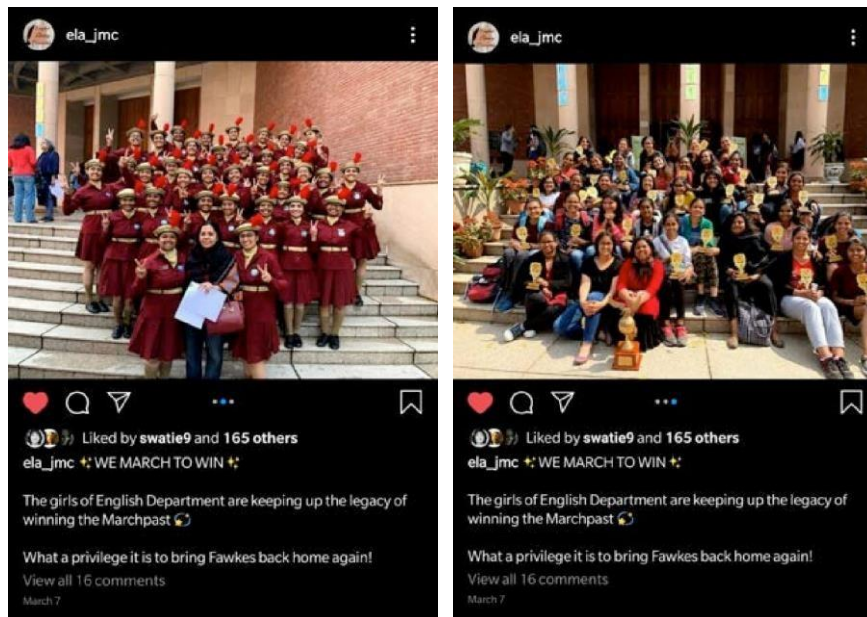 ela_jmc
Liked by swatie9 and 165 others
ela_jmc ✨WE MARCH TO WIN✨
The girls of English Department are keeping up the legacy of
winning the Marchpast 💫
What a privilege it is to bring Fawkes back home again!
View all 16 comments
March 7
ela_jmc
Liked by swatie9 and 165 others
ela_jmc ✨WE MARCH TO WIN✨
The girls of English Department are keeping up the legacy of
winning the Marchpast 💫
What a privilege it is to bring Fawkes back home again!
View all 16 comments
March 7